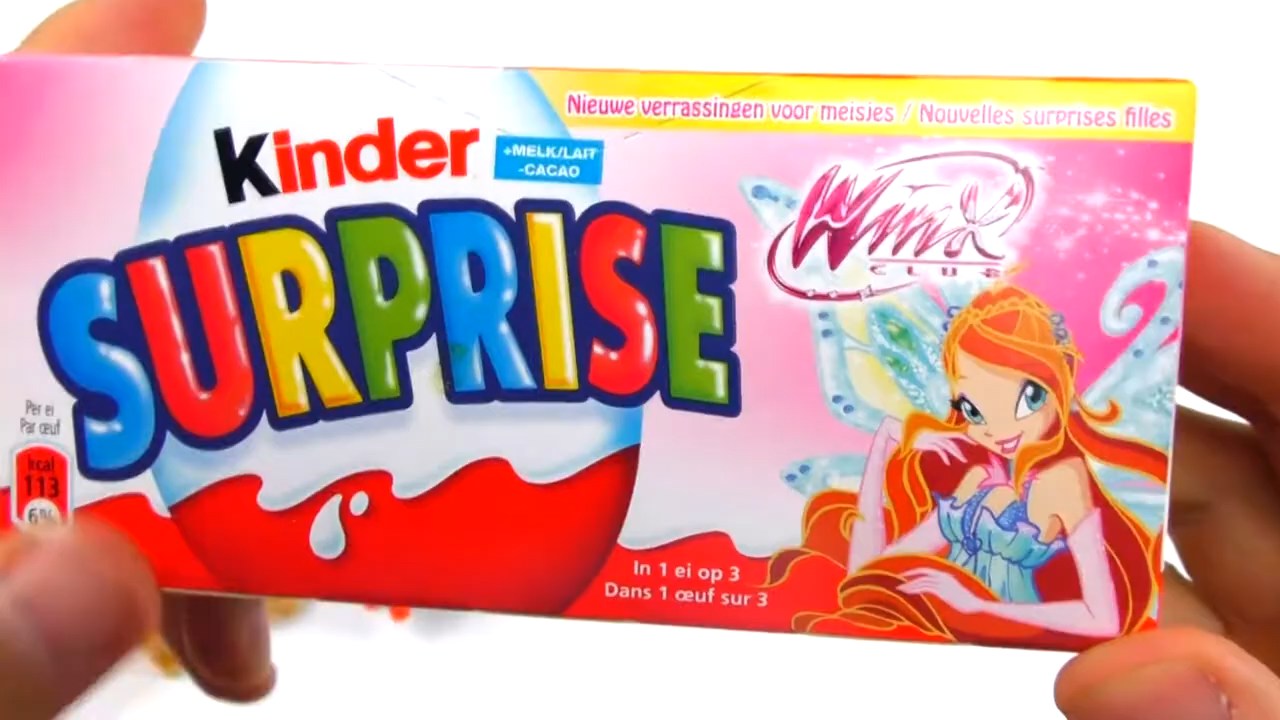 Nieuwe verrassingen voor meisjes / Nouvelles surprises filles
Kinder
+MELK/LAIT
-CACAO
SURPRISE
WinX
CLUB
Per ei
Par œuf
kcal
113
6%
In 1 ei op 3
Dans 1 œuf sur 3